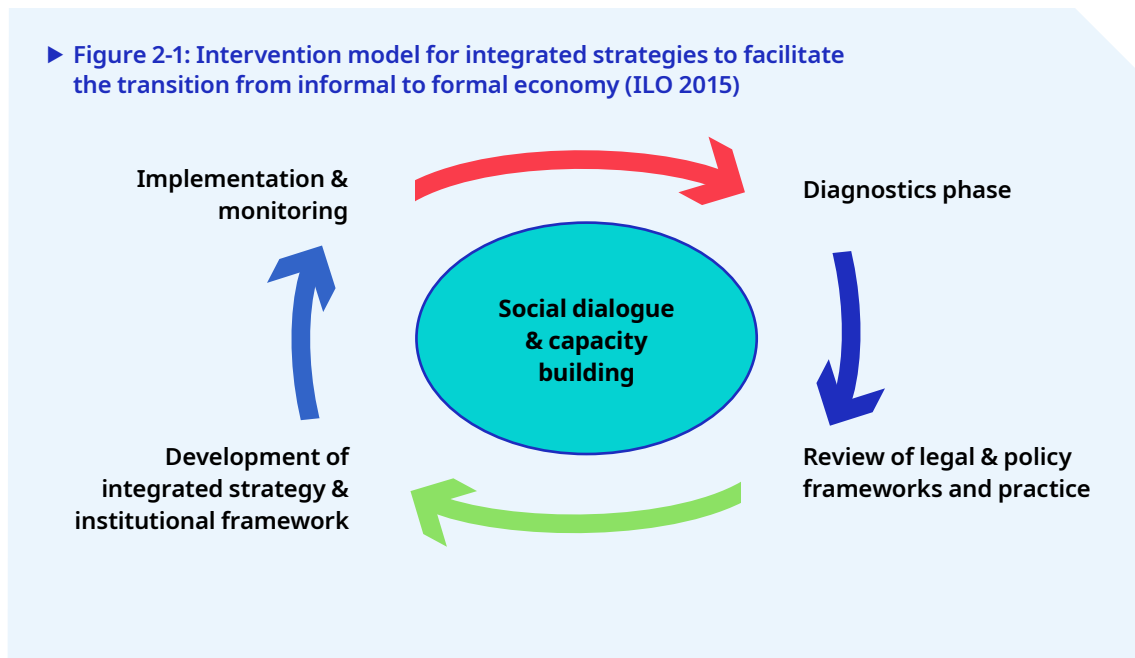 Figure 2-1: Intervention model for integrated strategies to facilitate
the transition from informal to formal economy (ILO 2015)
Implementation &
monitoring
Diagnostics phase
Social dialogue
& capacity
building
Development of
integrated strategy &
institutional framework
Review of legal & policy
frameworks and practice